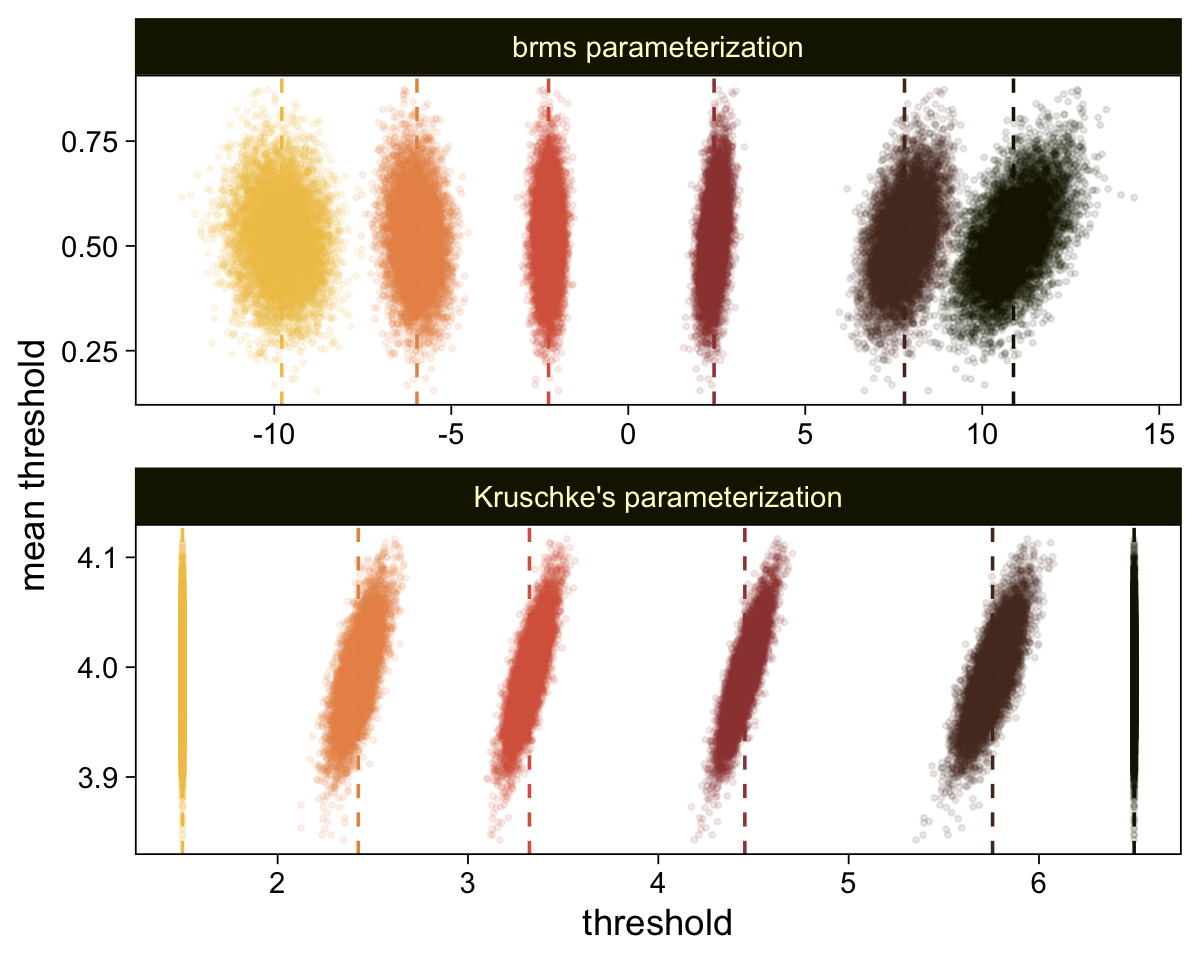 brms parameterization
0.75
0.50
0.25
-10 -5 0 5 10 15
mean threshold
Kruschke's parameterization
4.1
4.0
3.9
2 3 4 5 6
threshold